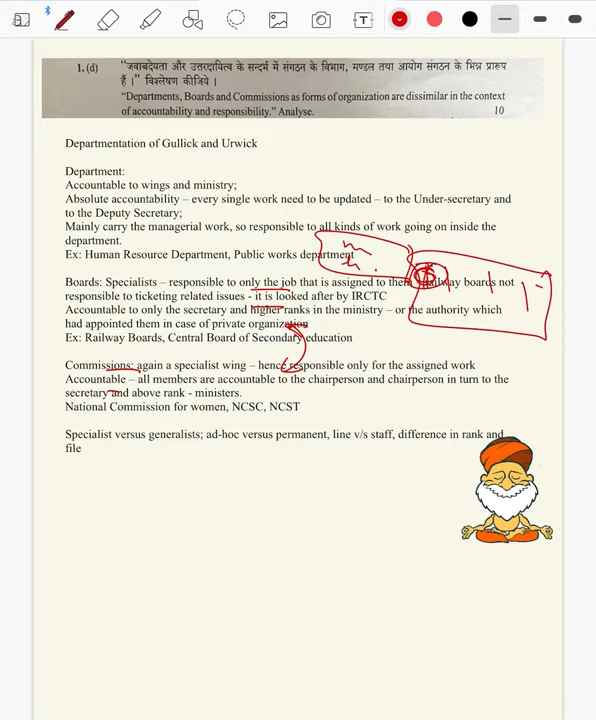 1. (d) "जवाबदेयता और उत्तरदायित्व के सन्दर्भ में संगठन के विभाग, मण्डल तथा आयोग संगठन के भिन्न प्रारूप
हैं।" विश्लेषण कीजिये।
"Departments, Boards and Commissions as forms of organization are dissimilar in the context
of accountability and responsibility." Analyse. 10
Departmentation of Gullick and Urwick
Department:
Accountable to wings and ministry;
Absolute accountability – every single work need to be updated – to the Under-secretary and
to the Deputy Secretary;
Mainly carry the managerial work, so responsible to all kinds of work going on inside the
department.
Ex: Human Resource Department, Public works department
Boards: Specialists – responsible to only the job that is assigned to them railway boards not
responsible to ticketing related issues - it is looked after by IRCTC
Accountable to only the secretary and higher ranks in the ministry – or the authority which
had appointed them in case of private organization
Ex: Railway Boards, Central Board of Secondary education
Commissions: again a specialist wing – hence responsible only for the assigned work
Accountable – all members are accountable to the chairperson and chairperson in turn to the
secretary and above rank - ministers.
National Commission for women, NCSC, NCST
Specialist versus generalists; ad-hoc versus permanent, line v/s staff, difference in rank and
file